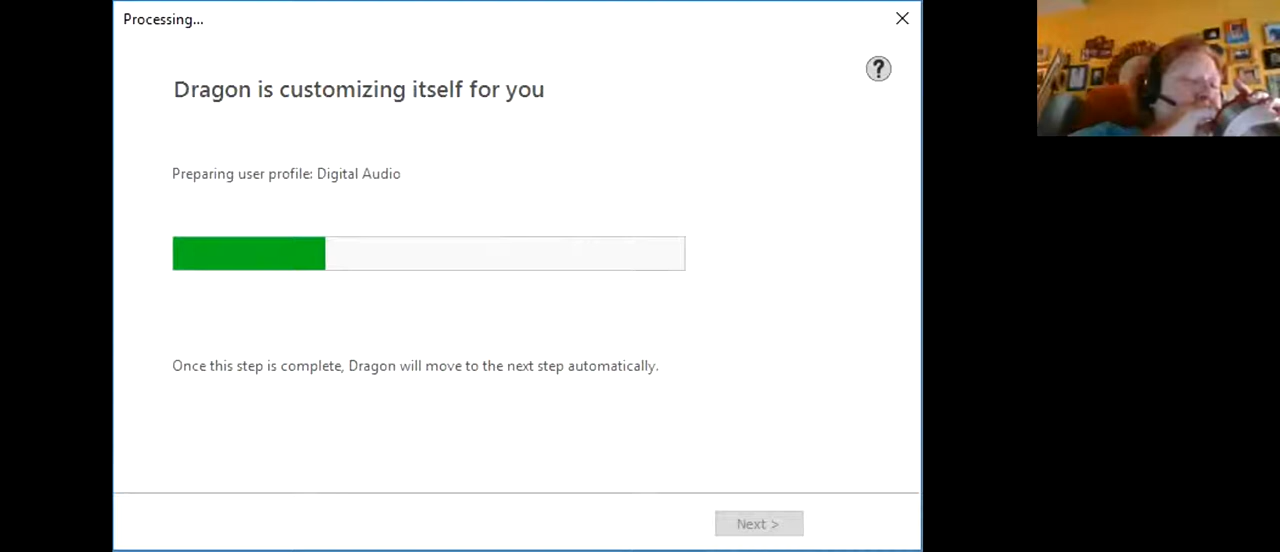 Processing...
?
Dragon is customizing itself for you
Preparing user profile: Digital Audio
Once this step is complete, Dragon will move to the next step automatically.
Next >